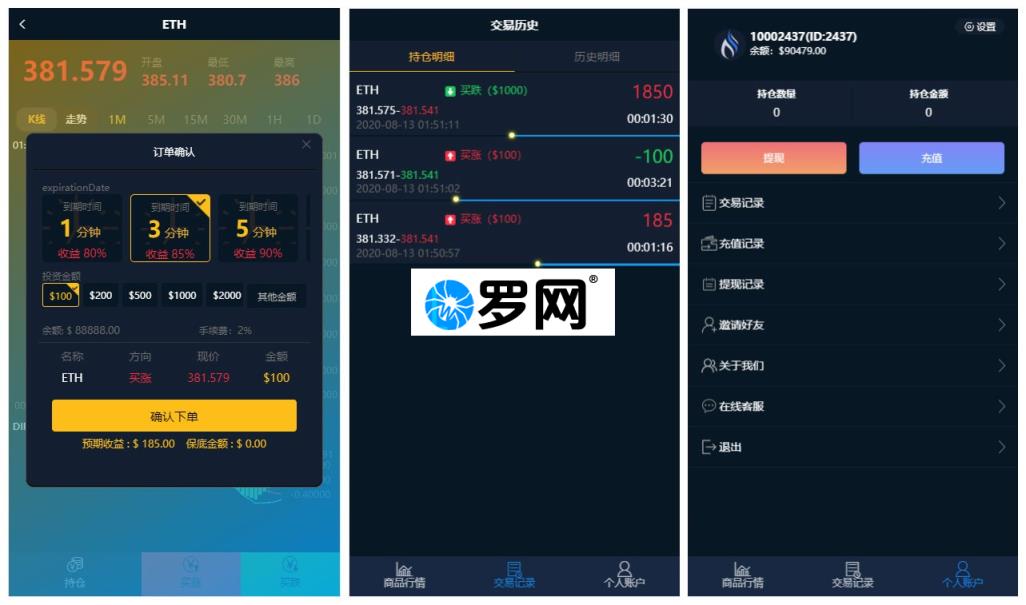 ETH
381.579
开盘 最低 最高
385.11 380.7 386
K线 走势 1M 5M 15M 30M 1H 1D
01:
订单确认
expirationDate
到期时间 到期时间 到期时间
1分钟 3分钟 5分钟
收益 80% 收益 85% 收益 90%
投资金额
$100 $200 $500 $1000 $2000 其他金额
余额: $ 88888.00 手续费: 2%
名称 方向 现价 金额
ETH 买涨 381.579 $100
确认下单
预期收益 : $ 185.00 保底金额 : $ 0.00
DI
-0.40000
持仓 买涨 买跌
交易历史
持仓明细 历史明细
ETH 买跌 ($1000) 1850
381.575-381.541 00:01:30
2020-08-13 01:51:11
ETH 买涨 ($100) -100
381.571-381.541 00:03:21
2020-08-13 01:51:02
ETH 买涨 ($100) 185
381.332-381.541 00:01:16
2020-08-13 01:50:57
罗网®
商品行情 交易记录 个人账户
设置
10002437(ID:2437)
余额: $90479.00
持仓数量 持仓金额
0 0
提现 充值
交易记录
充值记录
提现记录
邀请好友
关于我们
在线客服
退出
商品行情 交易记录 个人账户